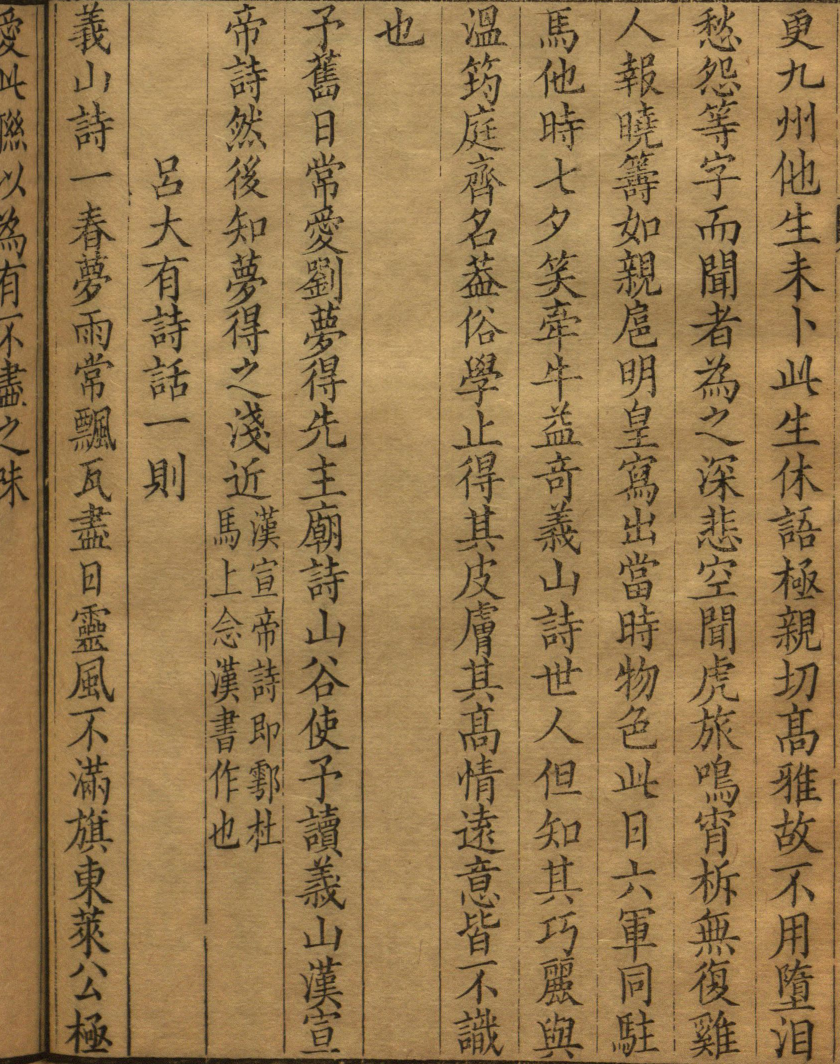 更九州他生未卜此生休語極親切髙雅故不用墮泪
愁怨等字而聞者為之深悲空聞虎旅鳴宵柝無復雞
人報曉籌如親扈明皇寫出當時物色此日六軍同駐
馬他時七夕笑牽牛益竒義山詩世人但知其巧麗與
溫筠庭齊名葢俗學止得其皮膚其髙情遠意皆不識
也
予舊日常愛劉夢得先主廟詩山谷使予讀義山漢宣
帝詩然後知夢得之淺近漢宣帝詩即鄠杜
馬上念漢書作也
呂大有詩話一則
義山詩一春夢雨常飄瓦盡日靈風不滿旗東萊公極
愛此聮以為有不盡之味